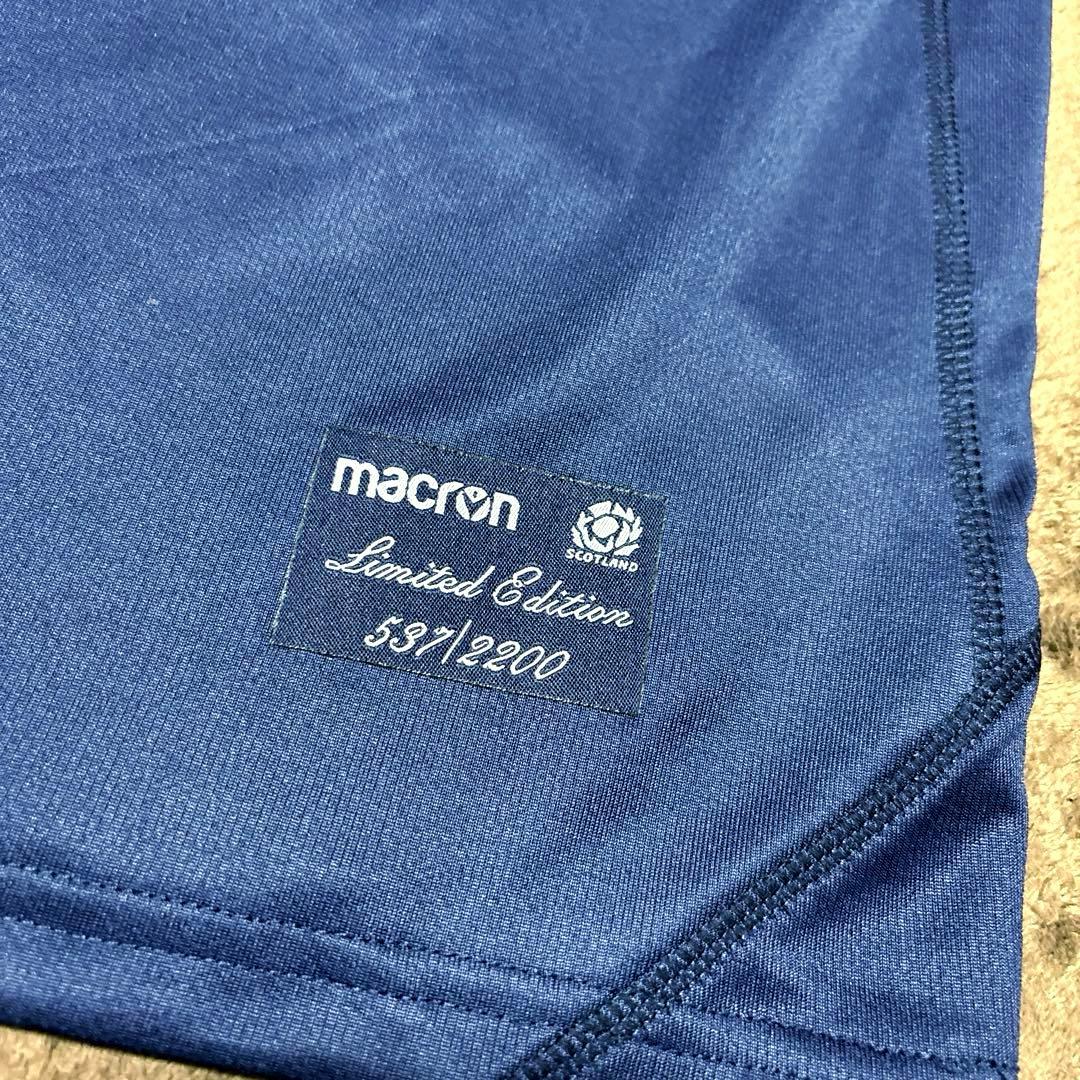 macron
SCOTLAND
Limited Edition
537/2200